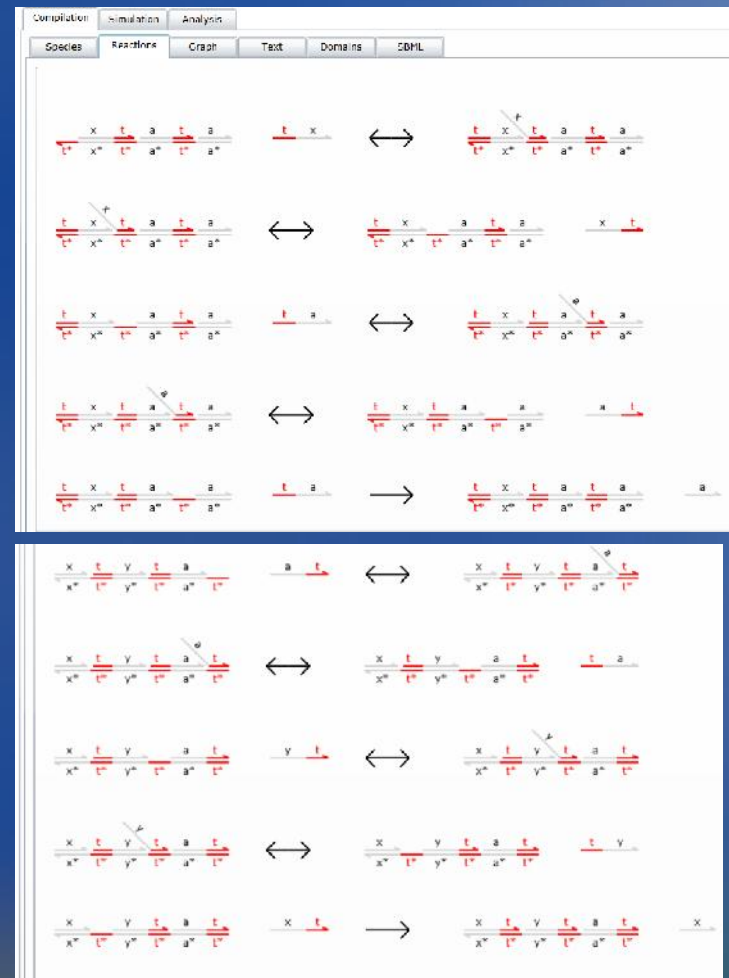 Compilation Simulation Analysis
Species Reactions Graph Text Domains SBML
x
x t a t a t x t x t a t a
t* x* t* a* t* a* t* x* t* a* t* a*
x
t x t a t a t x a t a x t
t* x* t* a* t* a* t* x* t* a* t* a*
a
t x a t a t a t x t a t a
t* x* t* a* t* a* t* x* t* a* t* a*
a
t x t a t a t x t a a a t
t* x* t* a* t* a* t* x* t* a* t* a*
t x t a a t a t x t a t a a
t* x* t* a* t* a* t* x* t* a* t* a*
a
x t y t a a t x t y t a t
x* t* y* t* a* t* x* t* y* t* a* t*
a
x t y t a t x t y a t t a
x* t* y* t* a* t* x* t* y* t* a* t*
y
x t y a t y t x t y t a t
x* t* y* t* a* t* x* t* y* t* a* t*
y
x t y t a t x y t a t t y
x* t* y* t* a* t* x* t* y* t* a* t*
x y t a t x t x t y t a t x
x* t* y* t* a* t* x* t* y* t* a* t*